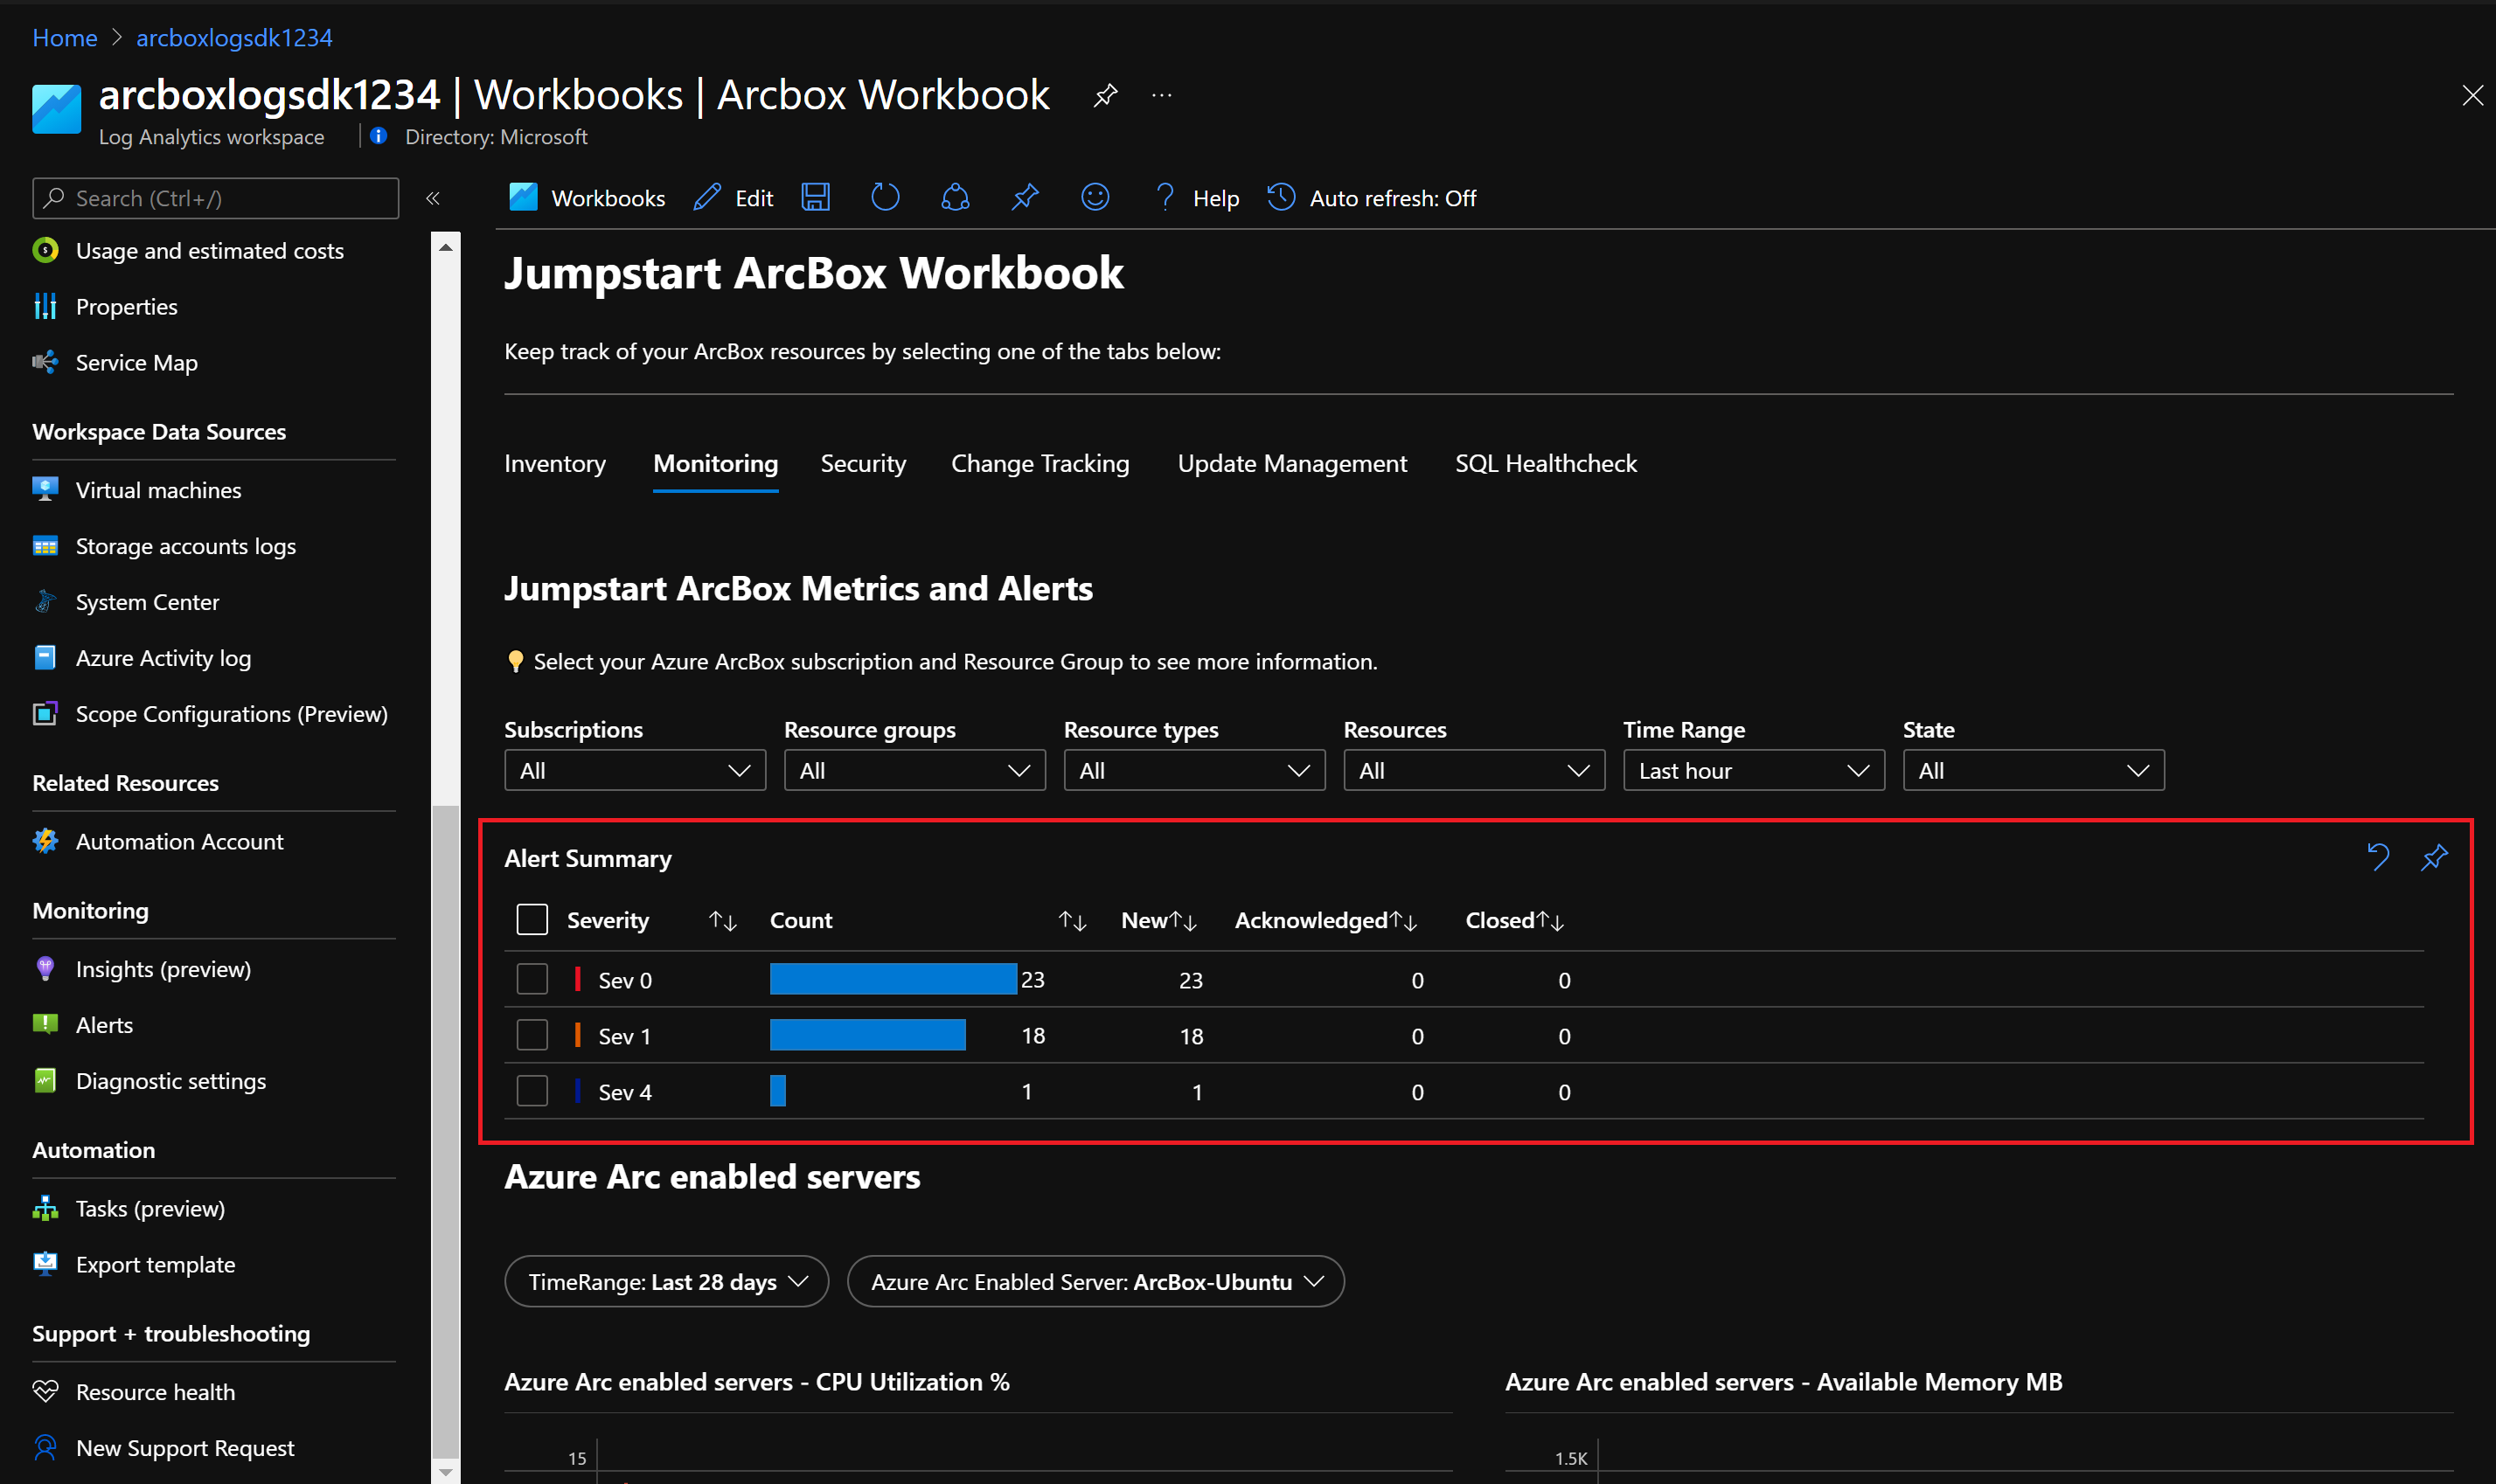 Home > arcboxlogsdk1234
arcboxlogsdk1234 | Workbooks | Arcbox Workbook ...
Log Analytics workspace | Directory: Microsoft
Search (Ctrl+/)
«
Usage and estimated costs
Properties
Service Map
Workspace Data Sources
Virtual machines
Storage accounts logs
System Center
Azure Activity log
Scope Configurations (Preview)
Related Resources
Automation Account
Monitoring
Insights (preview)
Alerts
Diagnostic settings
Automation
Tasks (preview)
Export template
Support + troubleshooting
Resource health
New Support Request
Workbooks Edit Help Auto refresh: Off
Jumpstart ArcBox Workbook
Keep track of your ArcBox resources by selecting one of the tabs below:
Inventory Monitoring Security Change Tracking Update Management SQL Healthcheck
Jumpstart ArcBox Metrics and Alerts
Select your Azure ArcBox subscription and Resource Group to see more information.
Subscriptions Resource groups Resource types Resources Time Range State
All All All All Last hour All
Alert Summary
Severity ↑↓ Count ↑↓ New↑↓ Acknowledged↑↓ Closed↑↓
Sev 0 23 23 0 0
Sev 1 18 18 0 0
Sev 4 1 1 0 0
Azure Arc enabled servers
TimeRange: Last 28 days Azure Arc Enabled Server: ArcBox-Ubuntu
Azure Arc enabled servers - CPU Utilization % Azure Arc enabled servers - Available Memory MB
15 1.5K